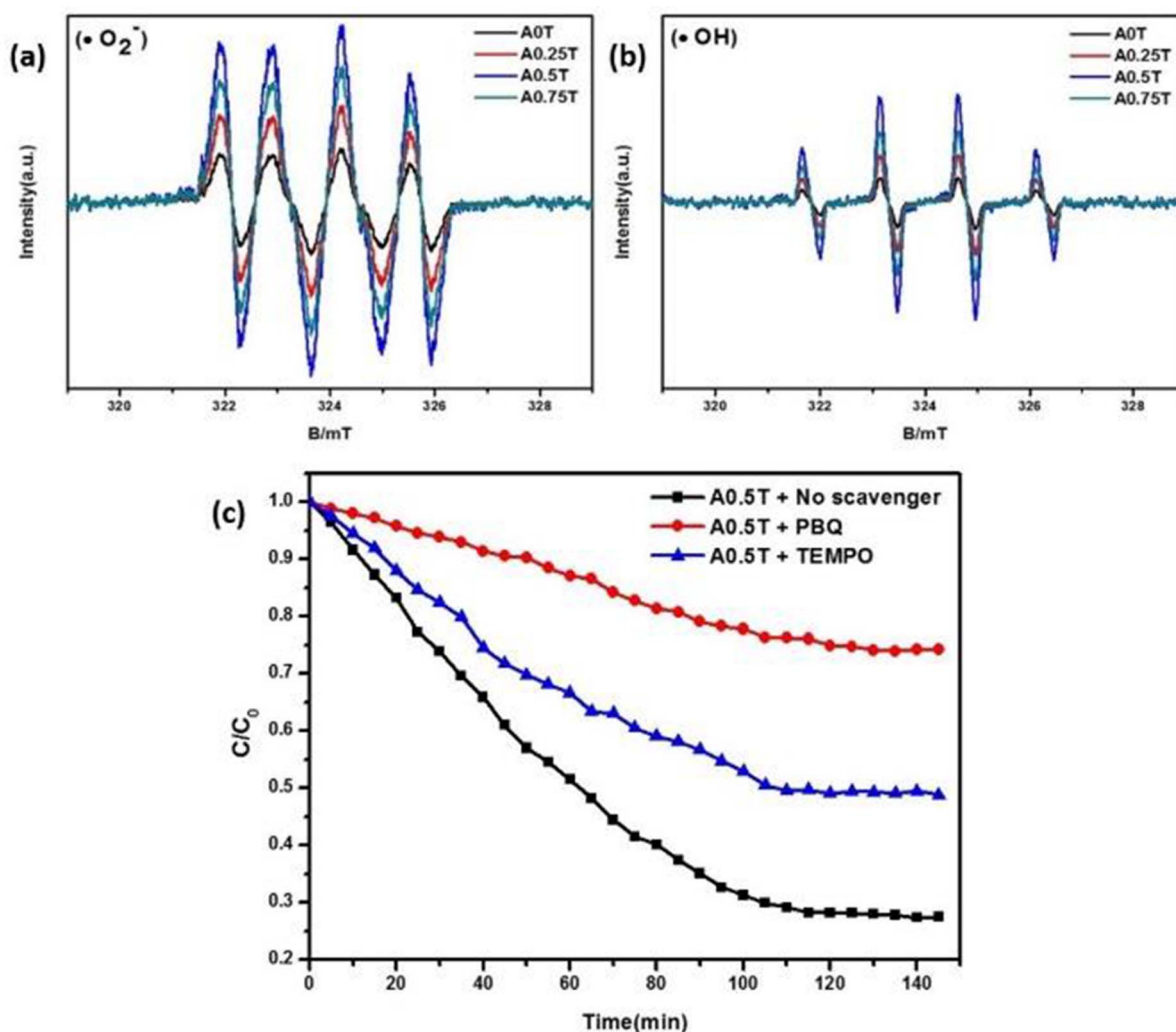 (a)
(• O₂⁻)
A0T
A0.25T
A0.5T
A0.75T
Intensity(a.u.)
320 322 324 326 328
B/mT
(b)
(• OH)
A0T
A0.25T
A0.5T
A0.75T
Intensity(a.u.)
320 322 324 326 328
B/mT
(c)
A0.5T + No scavenger
A0.5T + PBQ
A0.5T + TEMPO
C/C₀
1.0
0.9
0.8
0.7
0.6
0.5
0.4
0.3
0.2
0 20 40 60 80 100 120 140
Time(min)